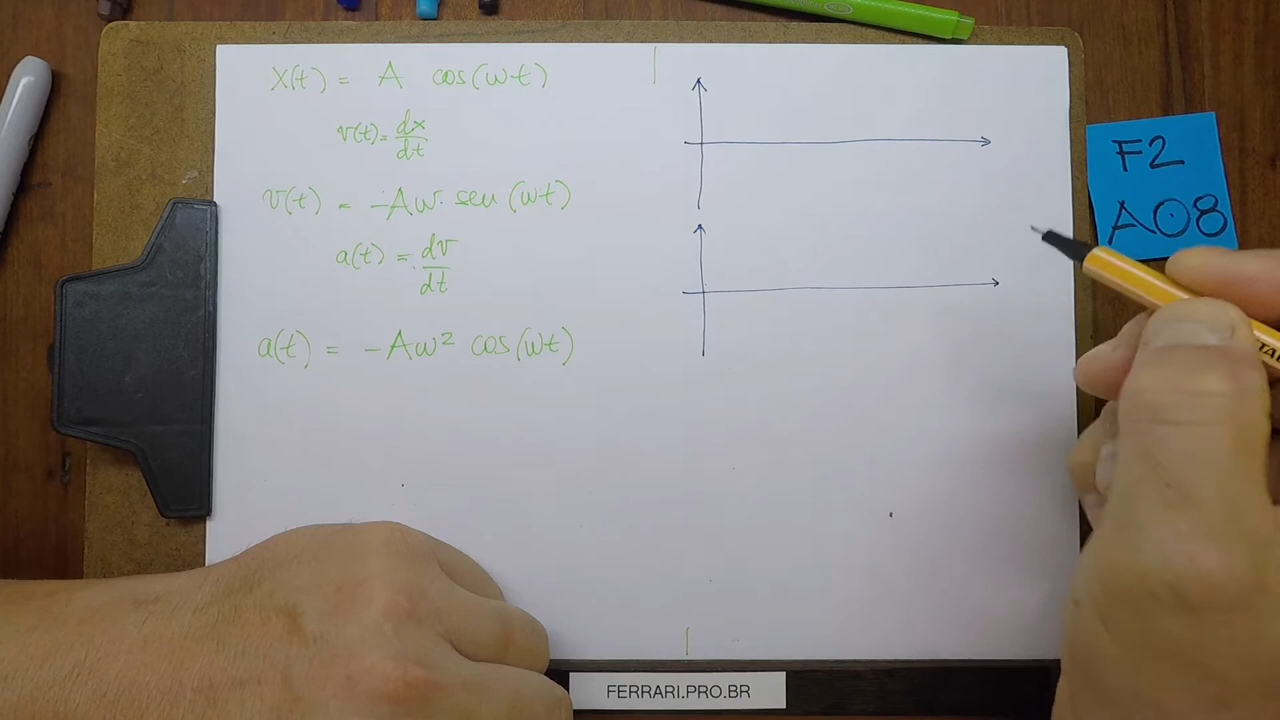 X(t) = A cos(ωt)
v(t) = dx/dt
v(t) = -Aω · sen(ωt)
a(t) = dv/dt
a(t) = -Aω² cos(ωt)
F2
A08
FERRARI.PRO.BR